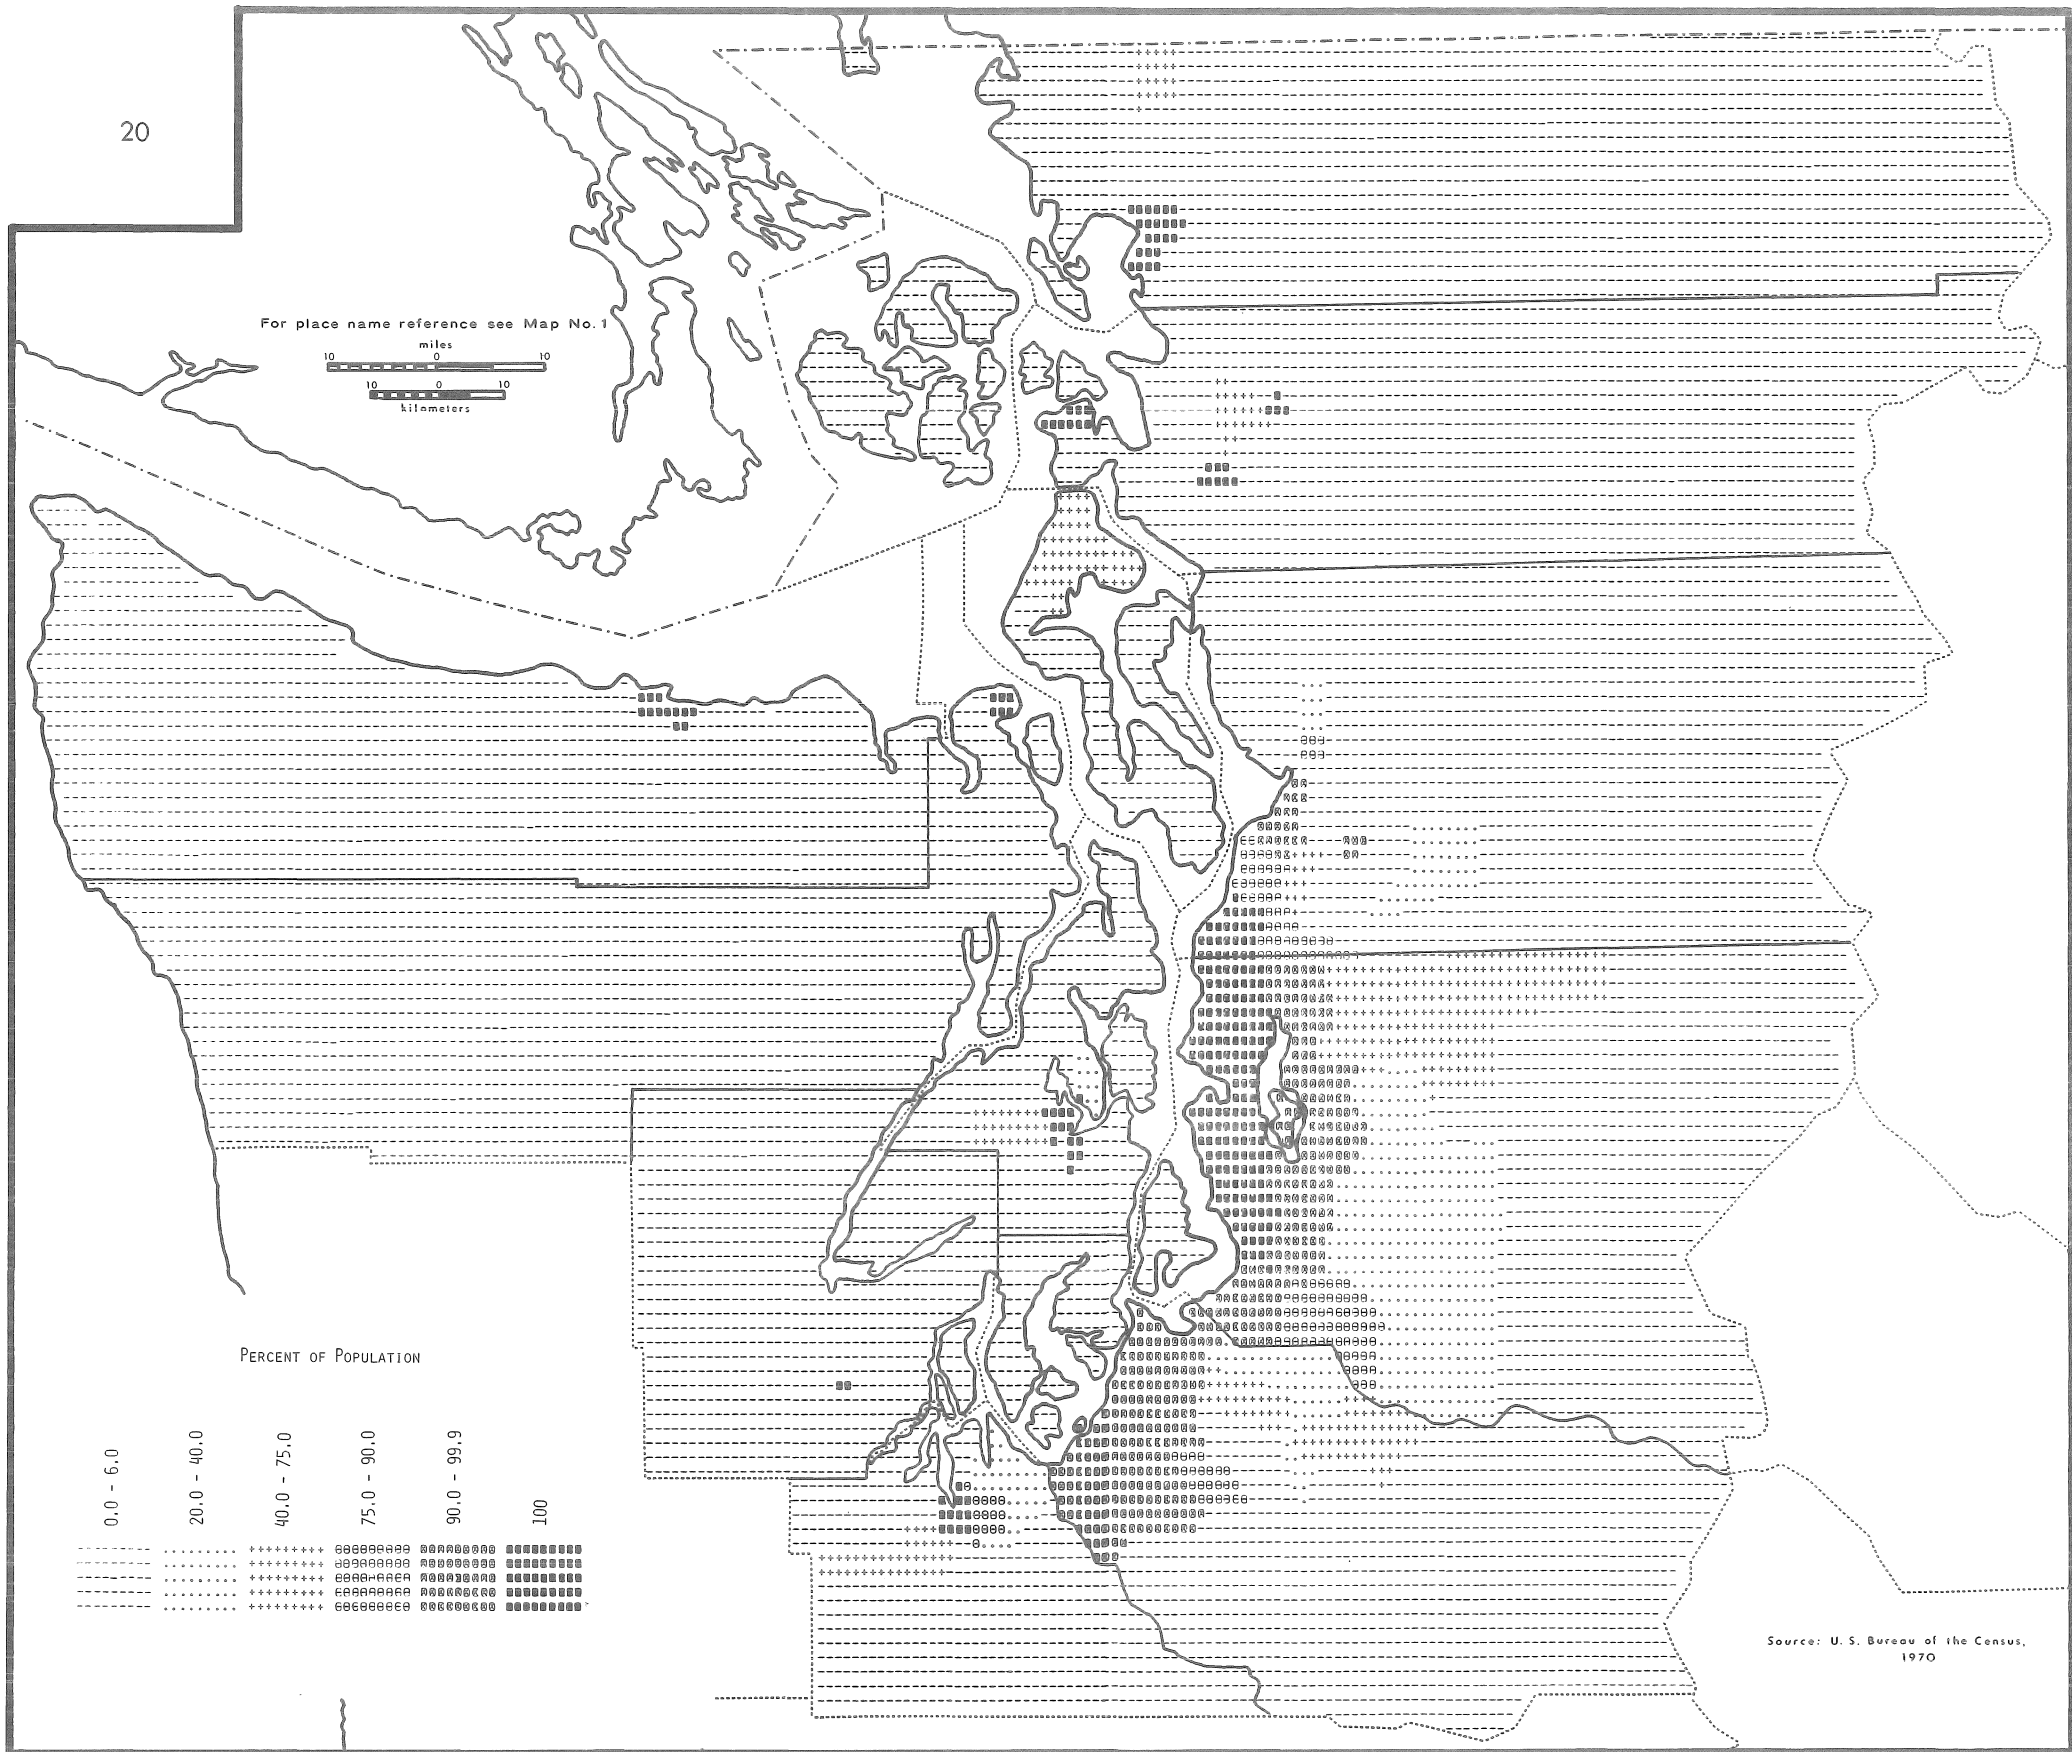 20
For place name reference see Map No. 1
miles
10 0 10
10 0 10
kilometers
PERCENT OF POPULATION
0.0 - 6.0
20.0 - 40.0
40.0 - 75.0
75.0 - 90.0
90.0 - 99.9
100
Source: U. S. Bureau of the Census,
1970